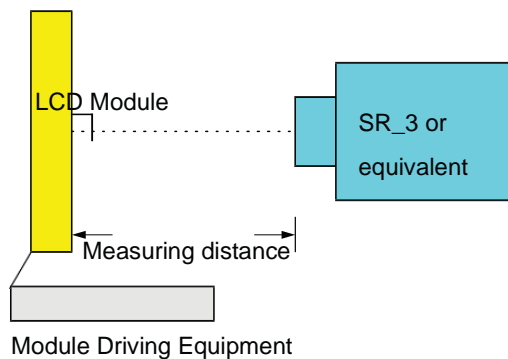 LCD Module
SR_3 or
equivalent
Measuring distance
Module Driving Equipment